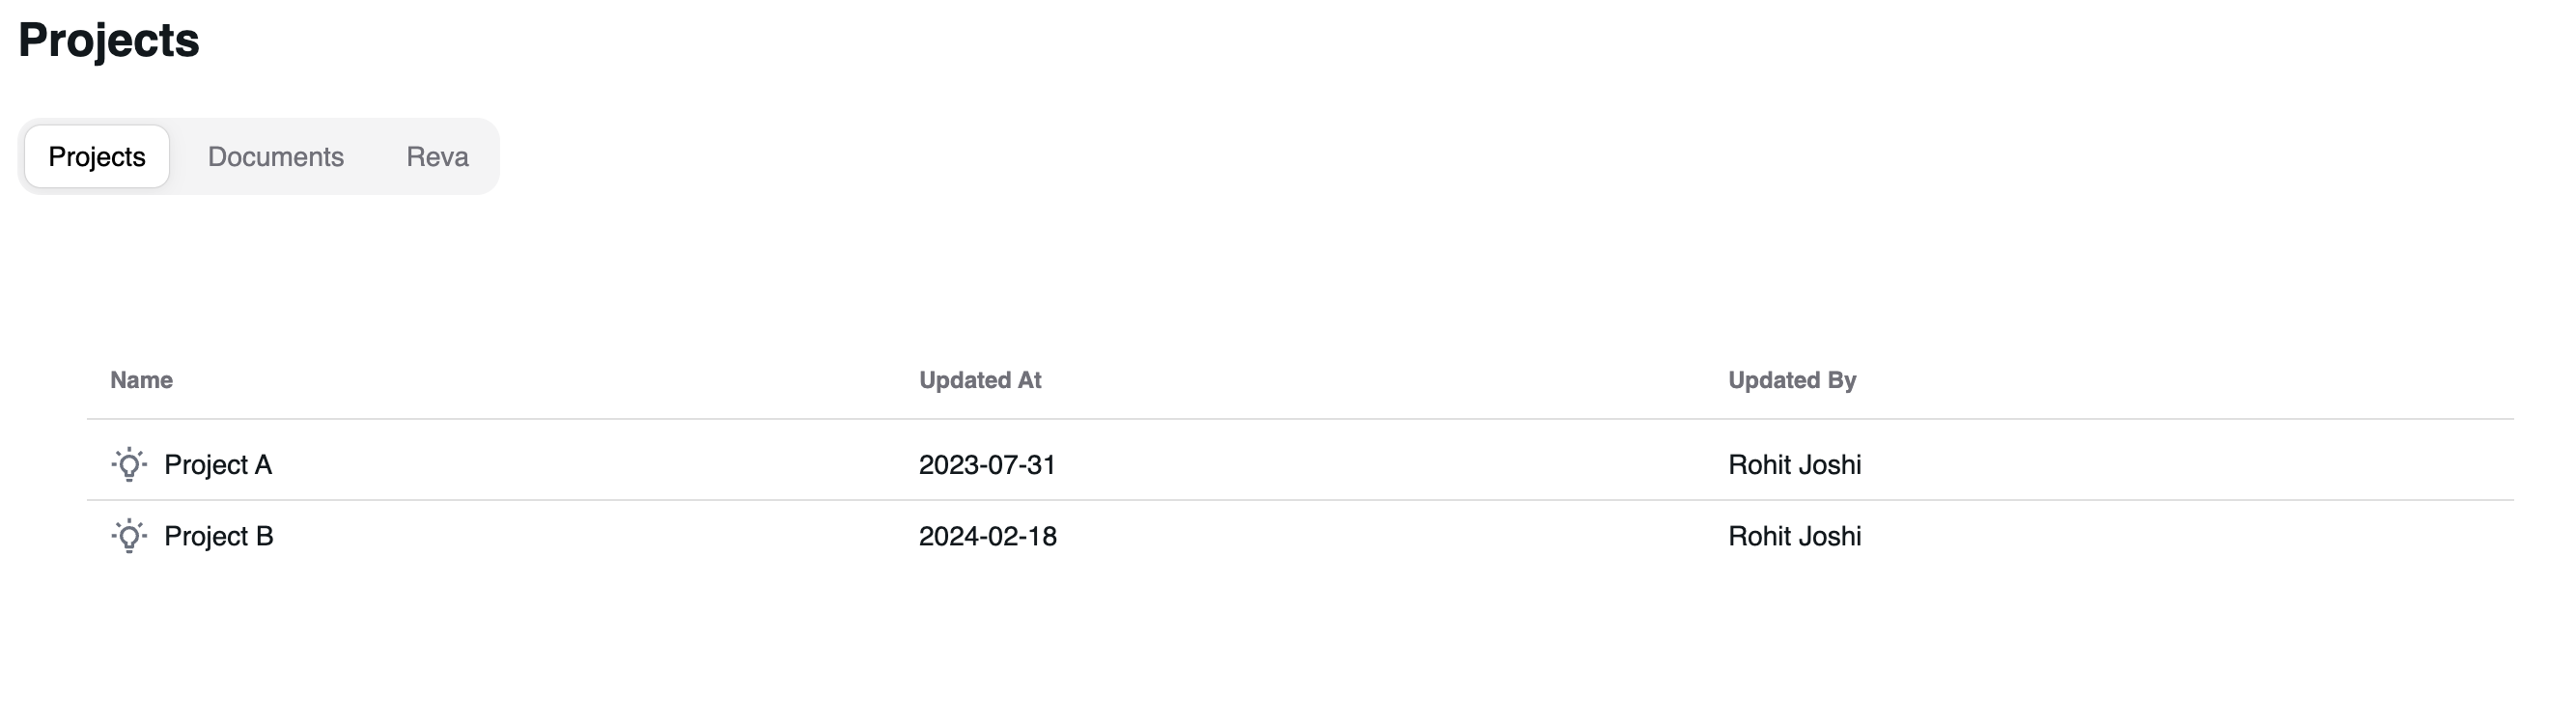 Projects
Projects Documents Reva
Name Updated At Updated By
Project A 2023-07-31 Rohit Joshi
Project B 2024-02-18 Rohit Joshi